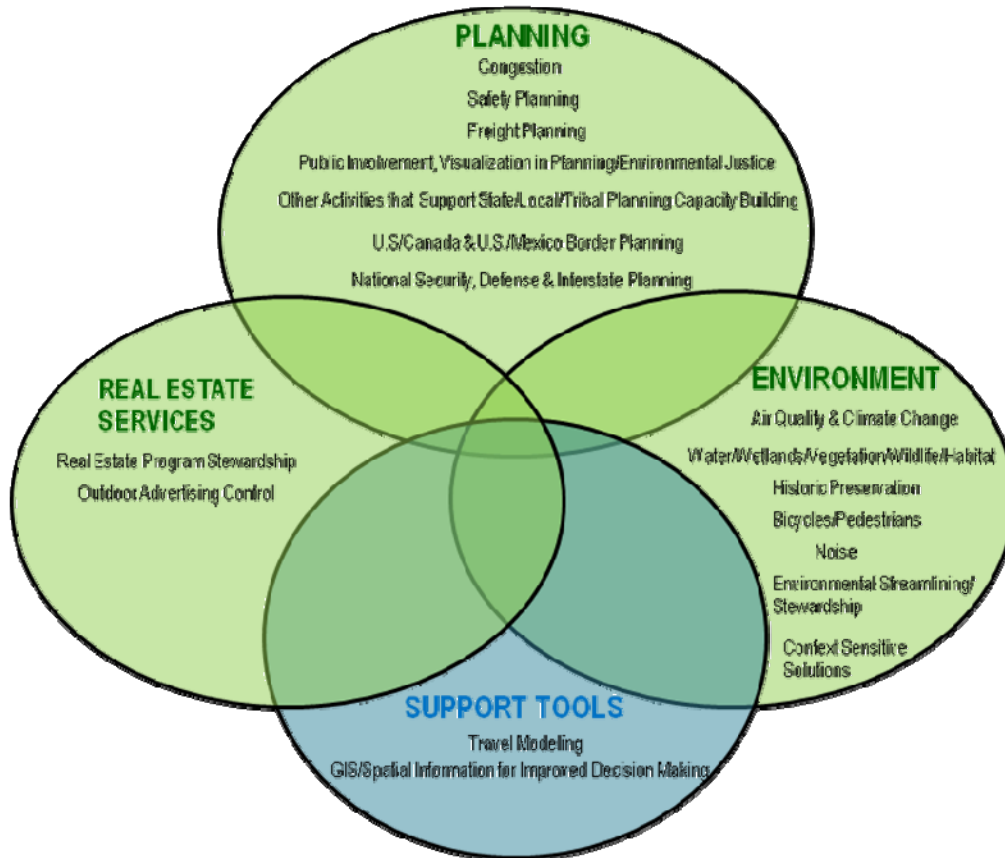 PLANNING
Congestion
Safety Planning
Freight Planning
Public Involvement, Visualization in Planning/Environmental Justice
Other Activities that Support State/Local/Tribal Planning Capacity Building
U.S/Canada & U.S./Mexico Border Planning
National Security, Defense & Interstate Planning
REAL ESTATE
SERVICES
Real Estate Program Stewardship
Outdoor Advertising Control
ENVIRONMENT
Air Quality & Climate Change
Water/Wetlands/Vegetation/Wildlife/Habitat
Historic Preservation
Bicycles/Pedestrians
Noise
Environmental Streamlining/
Stewardship
Context Sensitive
Solutions
SUPPORT TOOLS
Travel Modeling
GIS/Spatial Information for Improved Decision Making